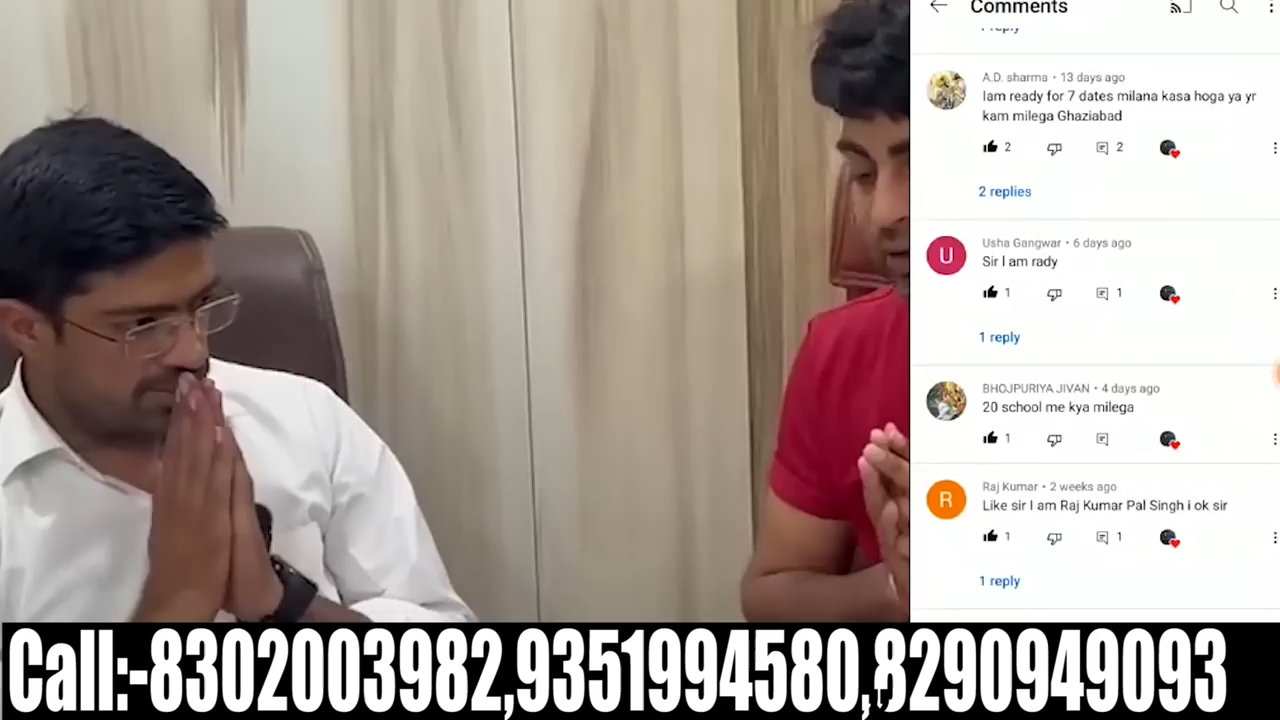 Comments
1 reply
A.D. sharma • 13 days ago
Iam ready for 7 dates milana kasa hoga ya yr
kam milega Ghaziabad
2
2
2 replies
U
Usha Gangwar • 6 days ago
Sir I am rady
1
1
1 reply
BHOJPURIYA JIVAN • 4 days ago
20 school me kya milega
1
R
Raj Kumar • 2 weeks ago
Like sir I am Raj Kumar Pal Singh i ok sir
1
1
1 reply
Call:-8302003982,9351994580,8290949093